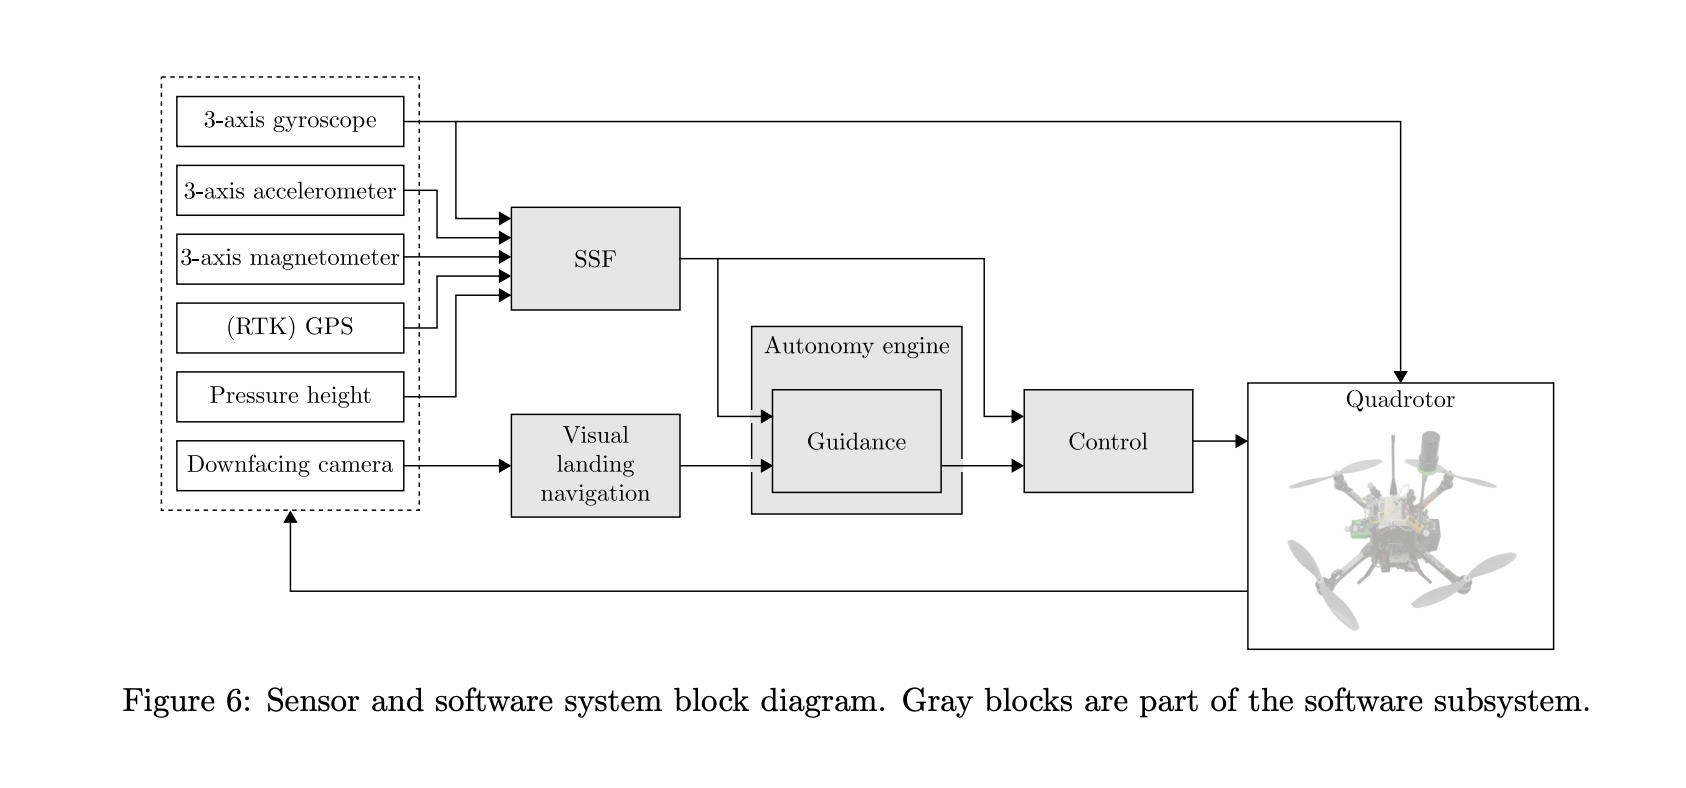 3-axis gyroscope
3-axis accelerometer
3-axis magnetometer
(RTK) GPS
Pressure height
Downfacing camera
SSF
Visual
landing
navigation
Autonomy engine
Guidance
Control
Quadrotor
Figure 6: Sensor and software system block diagram. Gray blocks are part of the software subsystem.